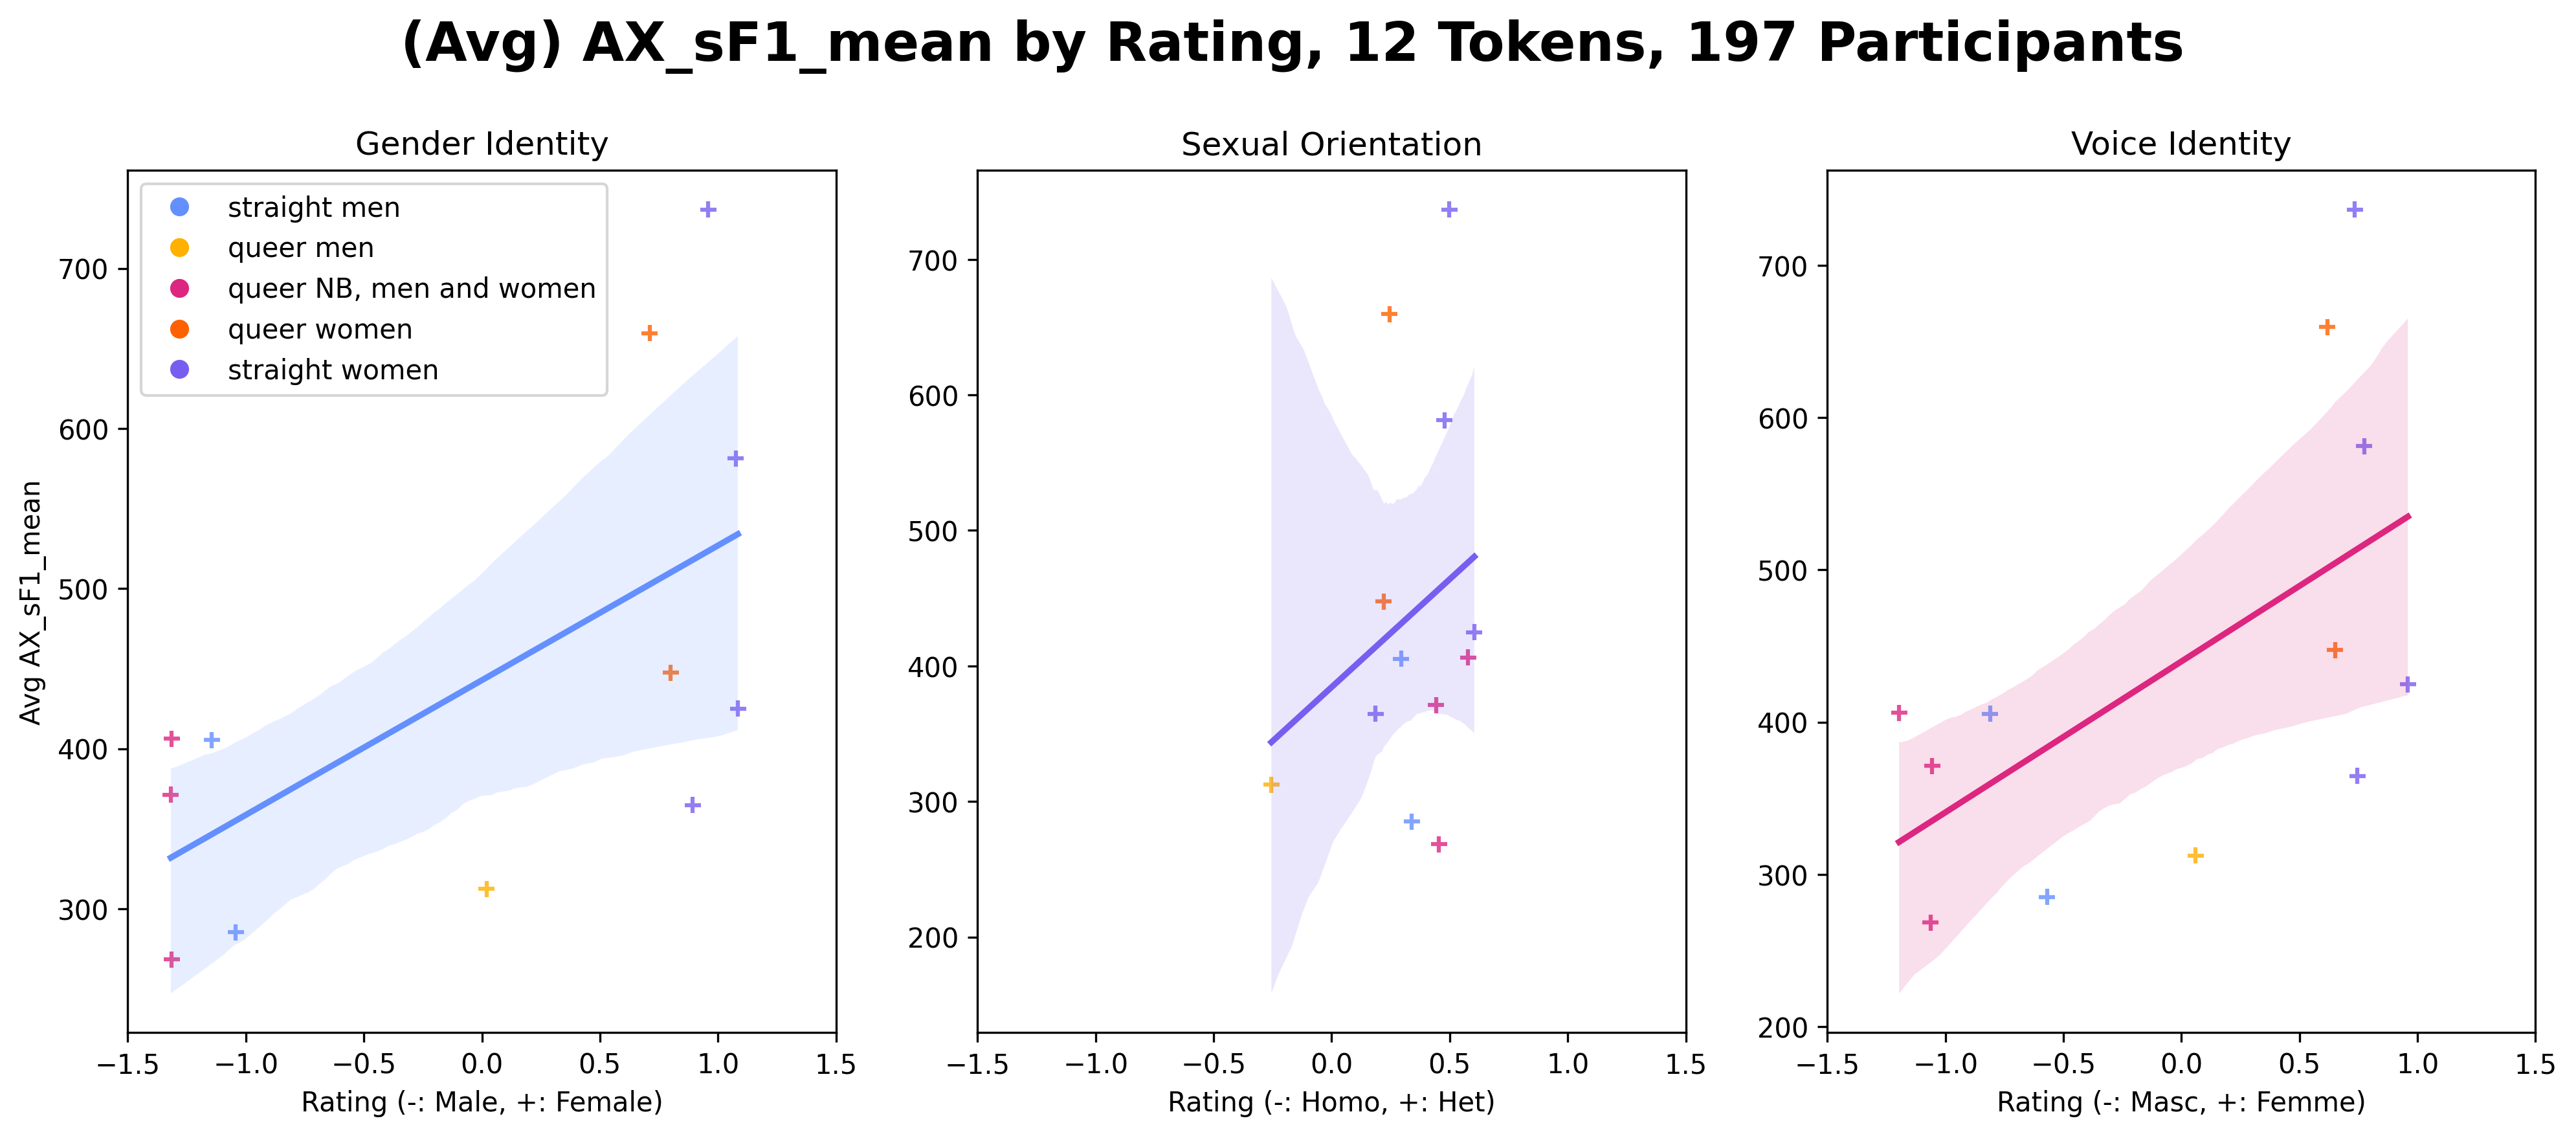 (Avg) AX_sF1_mean by Rating, 12 Tokens, 197 Participants
Gender Identity
straight men
queer men
queer NB, men and women
queer women
straight women
Avg AX_sF1_mean
700
600
500
400
300
−1.5 −1.0 −0.5 0.0 0.5 1.0 1.5
Rating (-: Male, +: Female)
Sexual Orientation
700
600
500
400
300
200
−1.5 −1.0 −0.5 0.0 0.5 1.0 1.5
Rating (-: Homo, +: Het)
Voice Identity
700
600
500
400
300
200
−1.5 −1.0 −0.5 0.0 0.5 1.0 1.5
Rating (-: Masc, +: Femme)